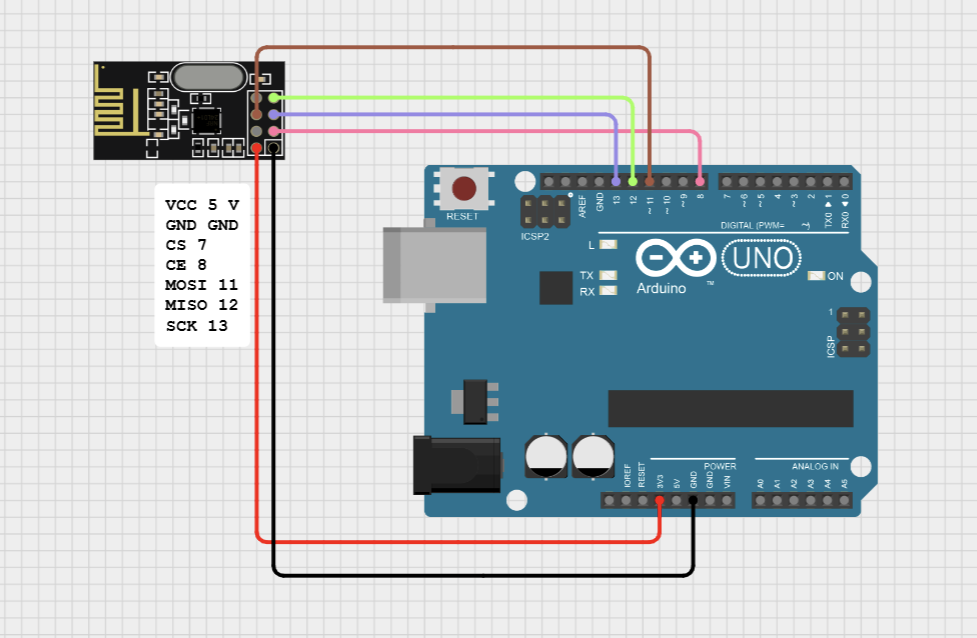 VCC 5 V
GND GND
CS 7
CE 8
MOSI 11
MISO 12
SCK 13
RESET
ICSP2
AREF
GND
13
12
~ 11
~ 10
~ 9
8
7
~ 6
~ 5
4
~ 3
2
TX0 ▶ 1
RX0 ◀ 0
DIGITAL (PWM= ~)
L
TX
RX
Arduino
™
UNO
ON
1
ICSP
IOREF
RESET
3V3
5V
GND
GND
VIN
POWER
ANALOG IN
A0
A1
A2
A3
A4
A5